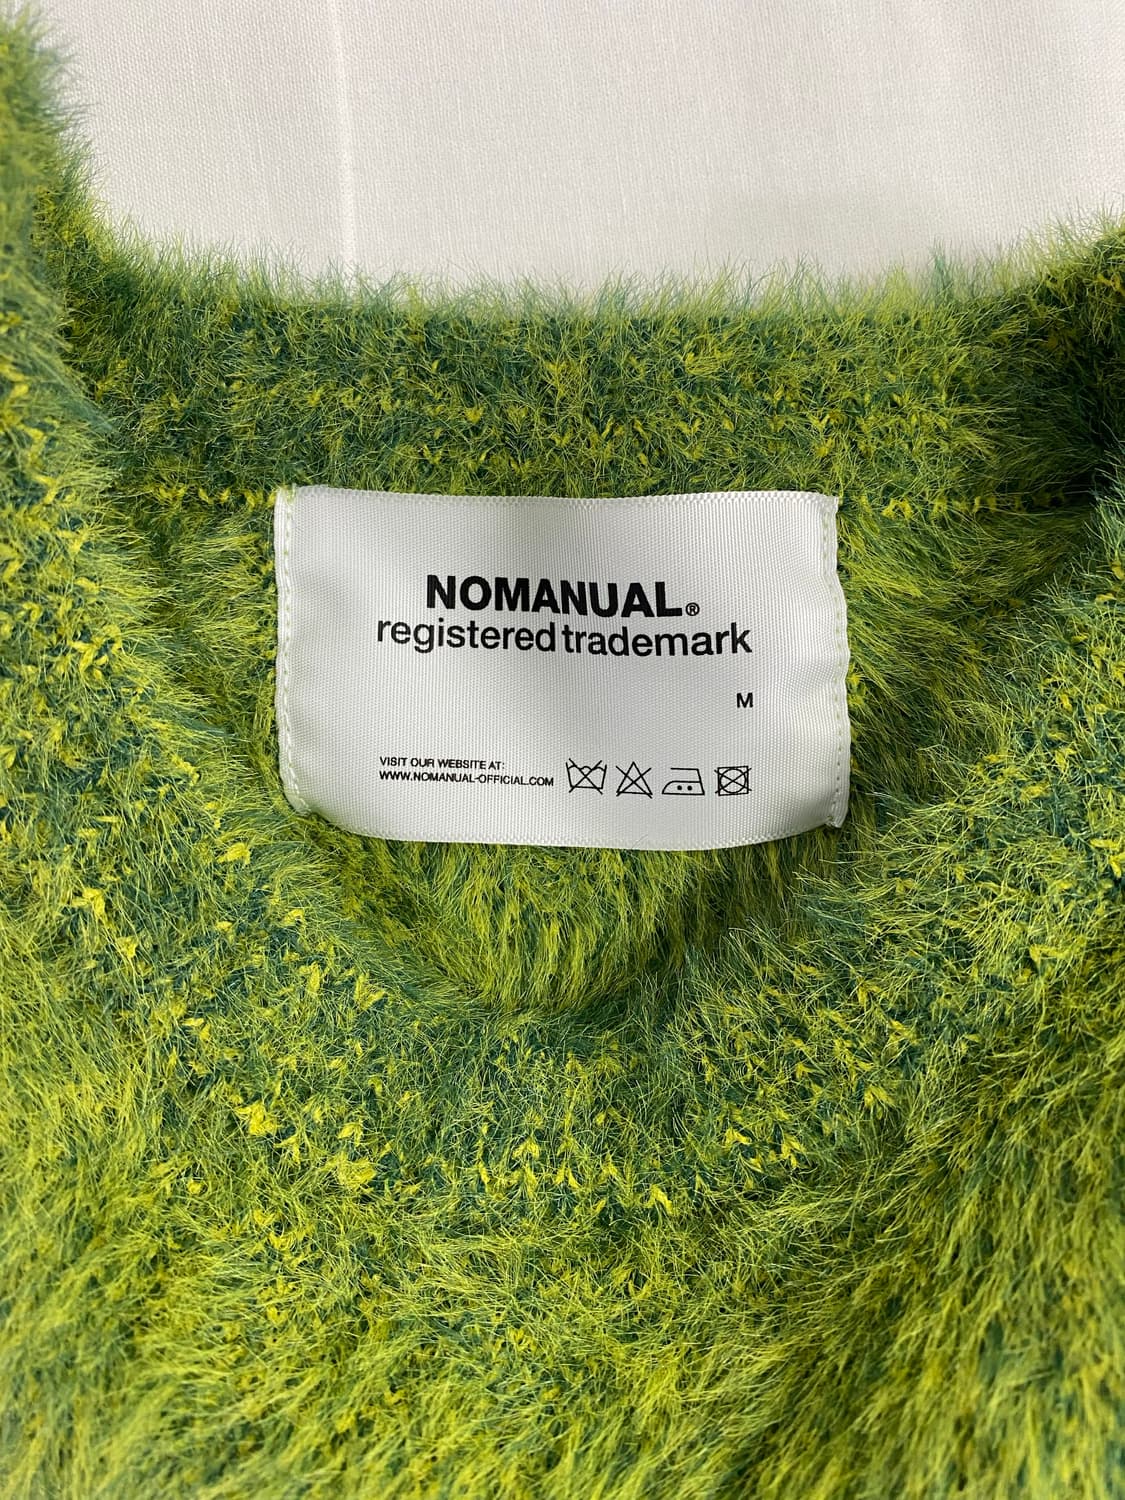 NOMANUAL®
registered trademark
M
VISIT OUR WEBSITE AT:
WWW.NOMANUAL-OFFICIAL.COM